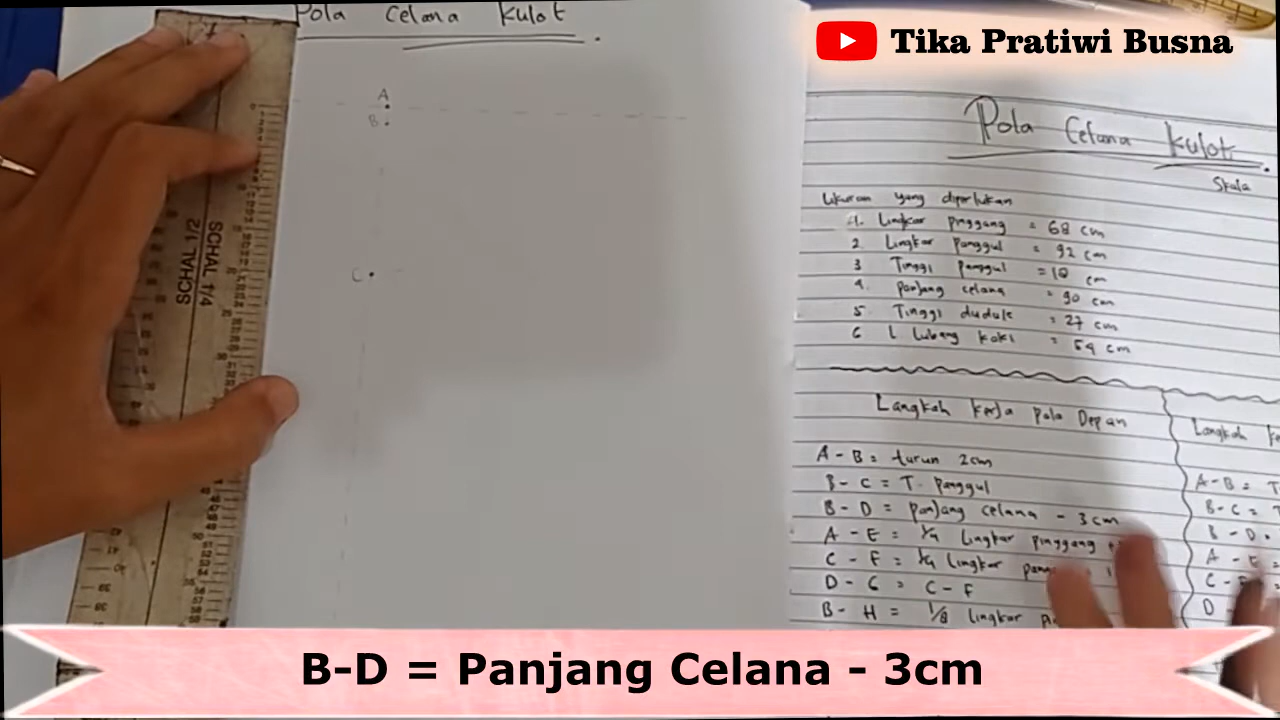 Pola Celana Kulot
A
B
C
SCHAL 1/2
SCHAL 1/4
Tika Pratiwi Busna
Pola Celana Kulot.
Skala
Ukuran yang diperlukan
1. Lingkar pinggang = 68 cm
2 Lingkar panggul = 92 cm
3 Tinggi panggul = 18 cm
4. panjang celana = 90 cm
5. Tinggi duduk = 27 cm
6 l lubang kaki = 54 cm
Langkah kerja pola Depan
A - B = turun 2cm
B - C = T. panggul
B - D = panjang celana - 3cm
A - E = 1/4 lingkar pinggang +
C - F = 1/4 lingkar
D - G = C - F
B - H = 1/8 lingkar
Langkah
A - B = T
B - C =
B - D
A - E =
C -
D
B-D = Panjang Celana - 3cm